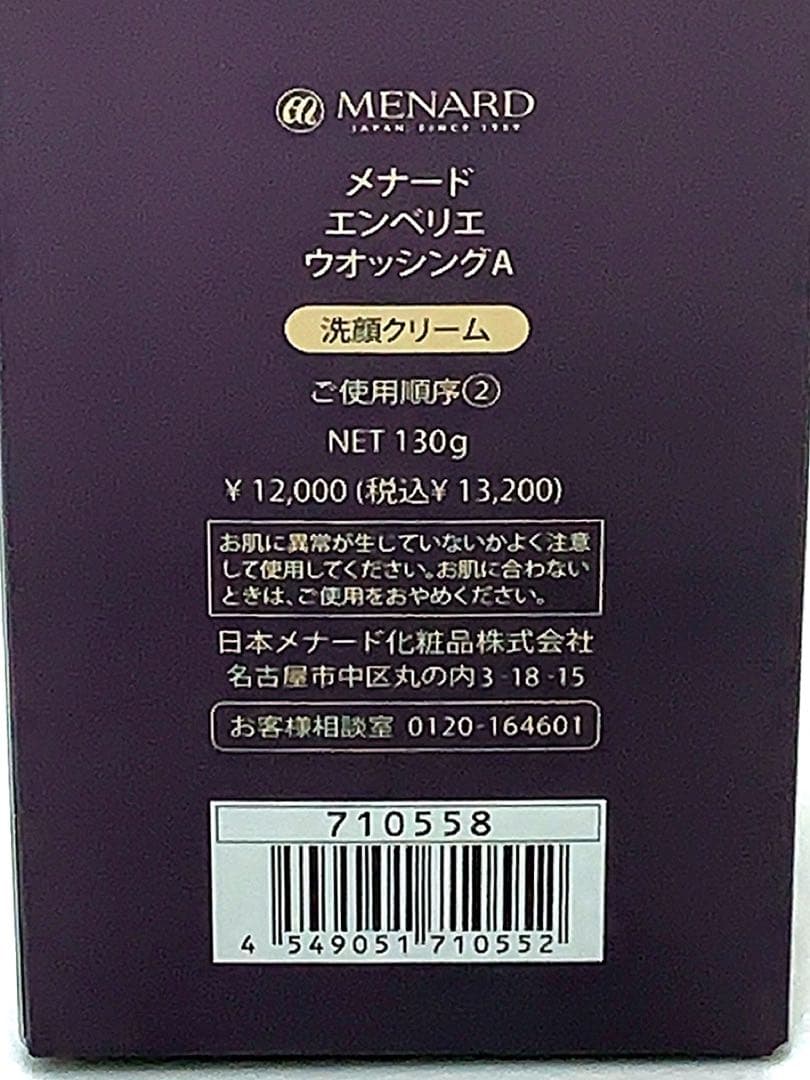 MENARD
JAPAN SINCE 1959
メナード
エンベリエ
ウオッシングA
洗顔クリーム
ご使用順序②
NET 130g
¥ 12,000 (税込¥ 13,200)
お肌に異常が生じていないかよく注意
して使用してください。お肌に合わない
ときは、ご使用をおやめください。
日本メナード化粧品株式会社
名古屋市中区丸の内3-18-15
お客様相談室 0120-164601
710558
4 549051 710552